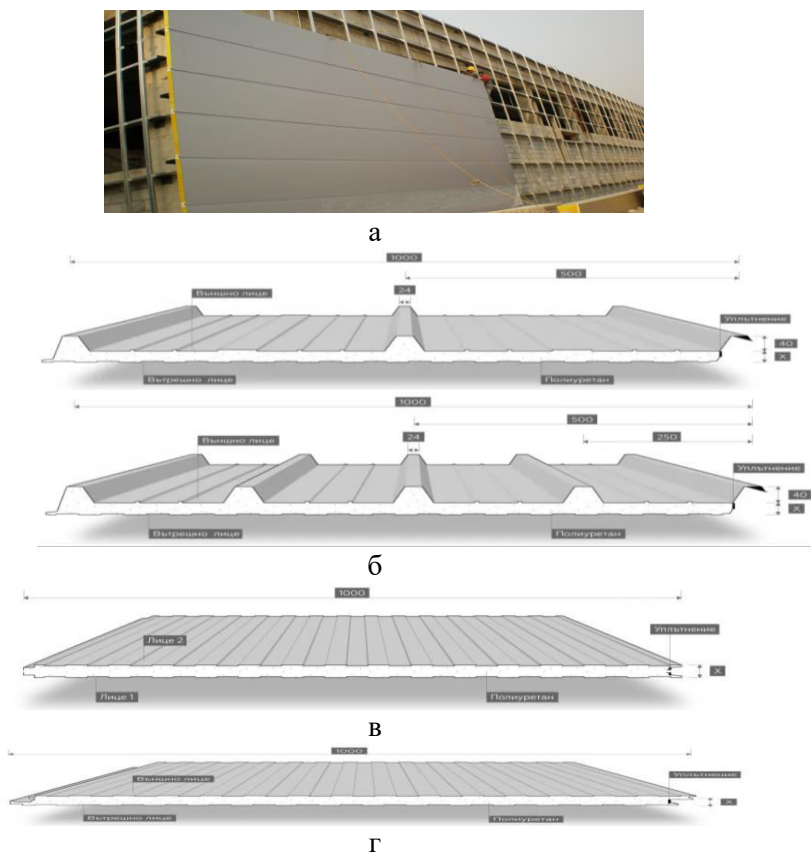 а
1000
500
24
Външно лице
Уплътнение
40
X
Вътрешно лице
Полиуретан
1000
500
24
250
Външно лице
Уплътнение
40
X
Вътрешно лице
Полиуретан
б
1000
Лице 2
Уплътнение
X
Лице 1
Полиуретан
в
1000
Външно лице
Уплътнение
X
Вътрешно лице
Полиуретан
г